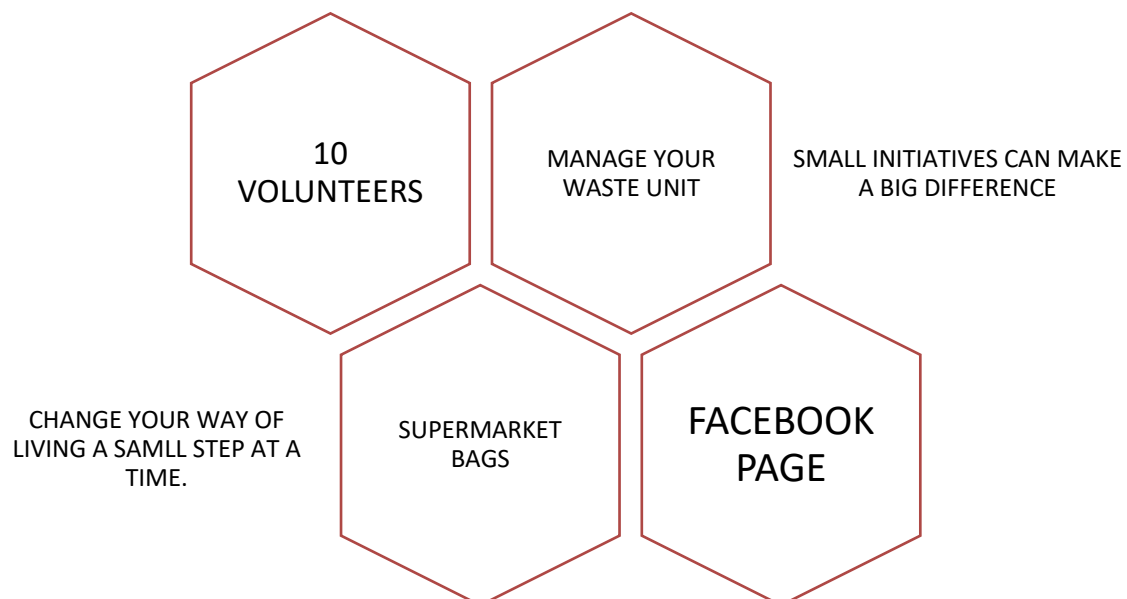 10
VOLUNTEERS
MANAGE YOUR
WASTE UNIT
SMALL INITIATIVES CAN MAKE
A BIG DIFFERENCE
CHANGE YOUR WAY OF
LIVING A SAMLL STEP AT A
TIME.
SUPERMARKET
BAGS
FACEBOOK
PAGE